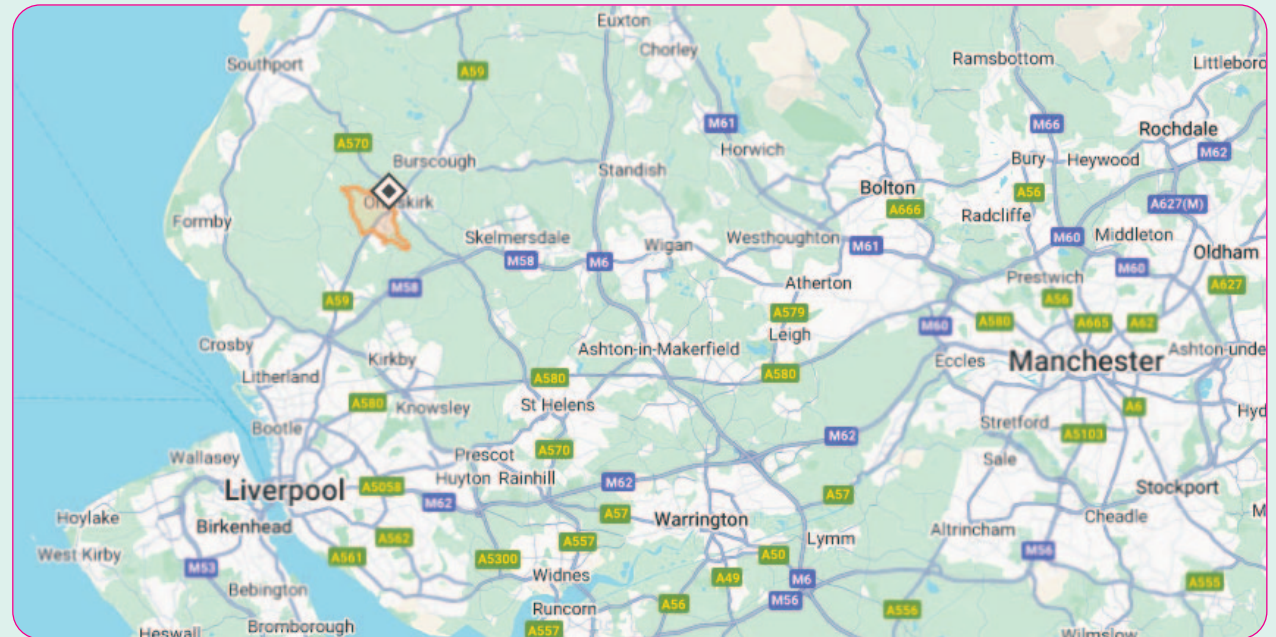 Euxton
Chorley
Southport
A59
Ramsbottom
M61
M66
A570
Horwich
Rochdale
M62
Burscough
Standish
Bury
Heywood
Bolton
A56
A666
Radcliffe
A627(M)
Formby
Skelmersdale
Wigan
Westhoughton
M61
M60
Middleton
Oldham
M58
M6
Prestwich
M60
A627
Atherton
M58
A59
A56
A579
M60
A580
A665
A62
Leigh
Crosby
Kirkby
Ashton-in-Makerfield
Eccles
Manchester
Litherland
A580
A580
A580
Knowsley
St Helens
A6
Bootle
Stretford
A5103
M62
Wallasey
Prescot
A570
Sale
Liverpool
A5058
Huyton
Rainhill
M62
M62
A57
Stockport
Hoylake
Birkenhead
A57
Warrington
Cheadle
A562
A557
Lymm
Altrincham
West Kirby
A561
A5300
A50
M56
M53
Widnes
A49
M6
A555
Bebington
Runcorn
A56
M56
A556
Bromborough
A557
Heswall
Wilmslow